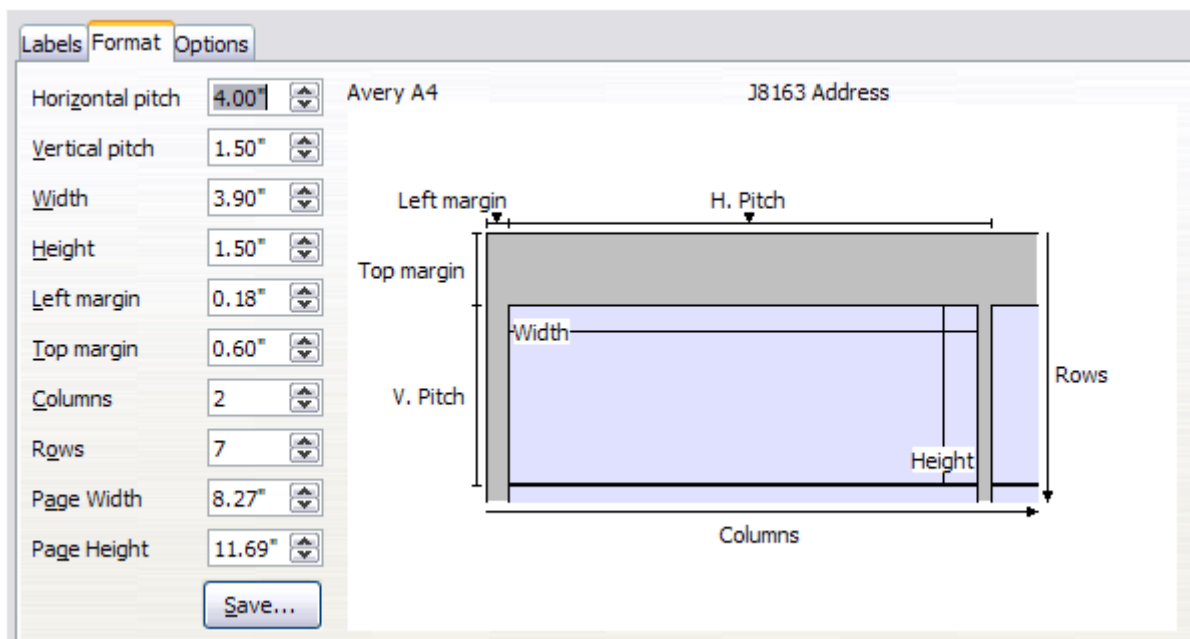 Labels Format Options
Horizontal pitch 4.00" Avery A4 J8163 Address
Vertical pitch 1.50"
Width 3.90"
Left margin H. Pitch
Height 1.50"
Top margin
Left margin 0.18"
Width
Top margin 0.60"
Rows
Columns 2 V. Pitch
Rows 7 Height
Page Width 8.27"
Columns
Page Height 11.69"
Save...